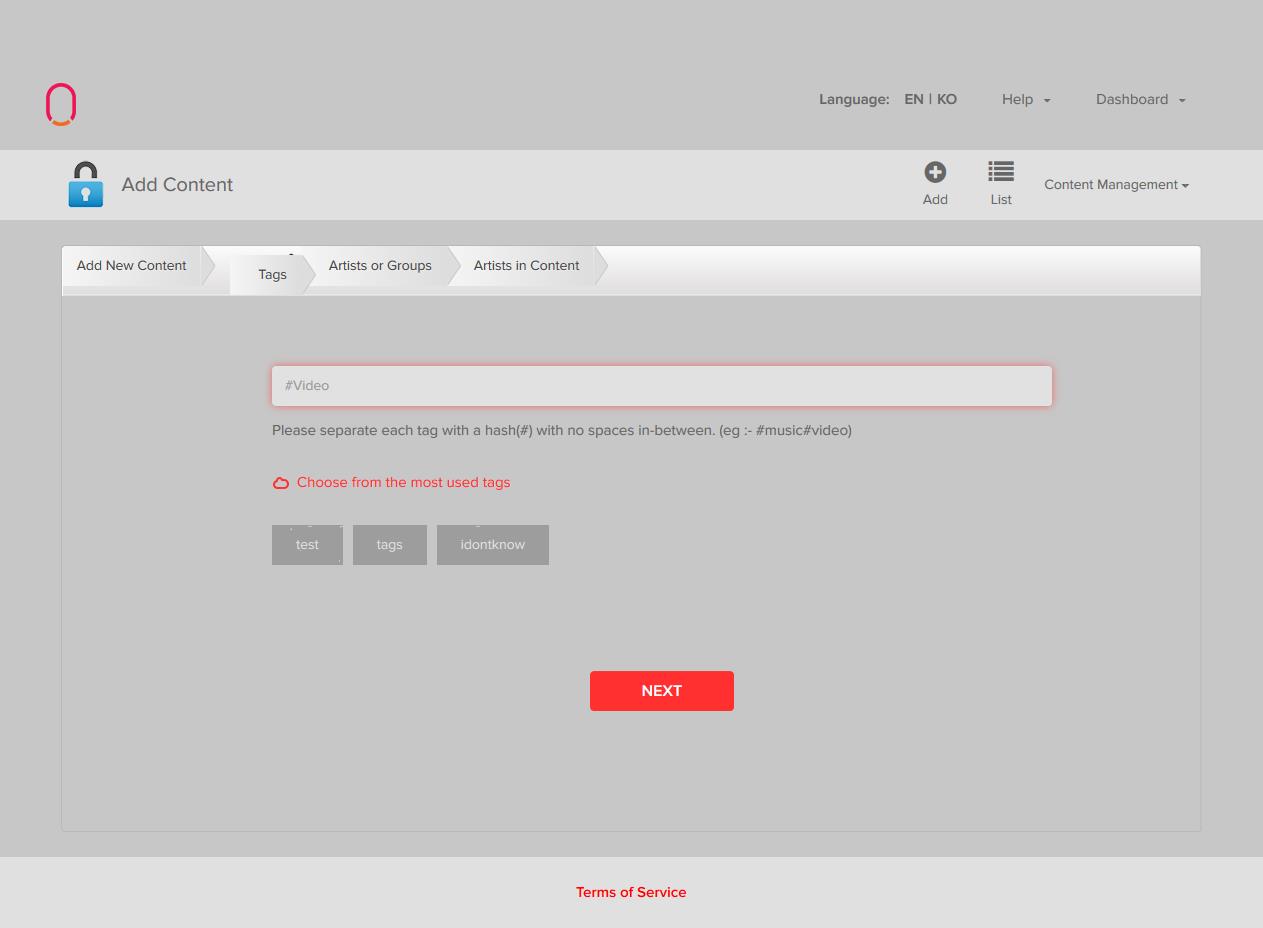 Language: EN | KO Help Dashboard
Add Content
Add List Content Management
Add New Content Tags Artists or Groups Artists in Content
#Video
Please separate each tag with a hash(#) with no spaces in-between. (eg :- #music#video)
Choose from the most used tags
test tags idontknow
NEXT
Terms of Service